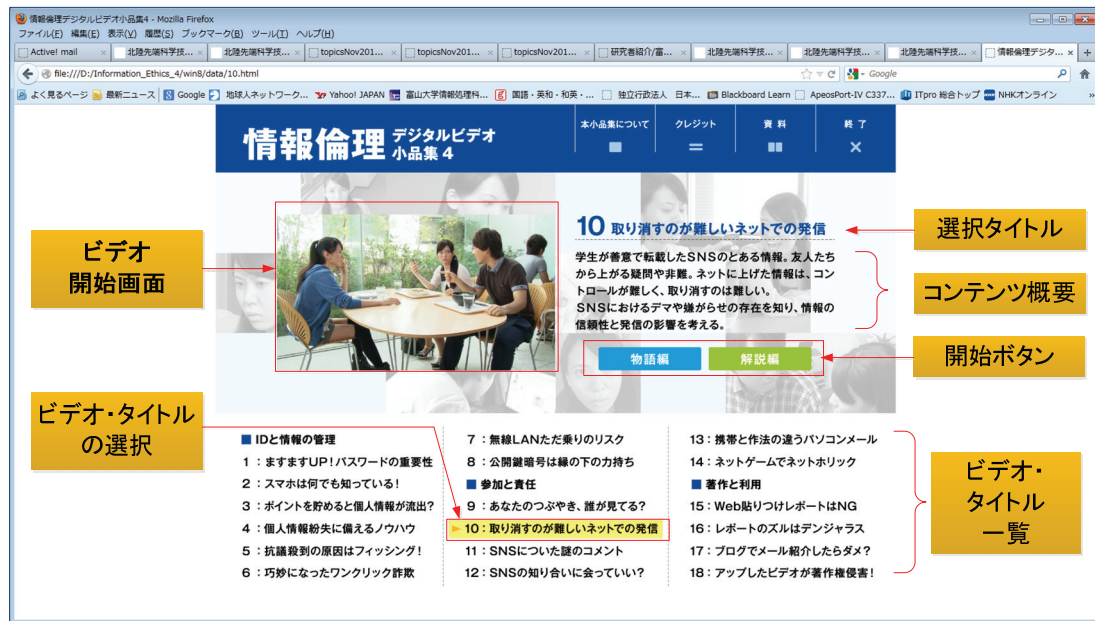 情報倫理デジタルビデオ小品集4 - Mozilla Firefox
ファイル(F) 編集(E) 表示(V) 履歴(S) ブックマーク(B) ツール(T) ヘルプ(H)
Active! mail
北陸先端科学技...
北陸先端科学技...
topicsNov201...
topicsNov201...
topicsNov201...
研究者紹介/富...
北陸先端科学技...
北陸先端科学技...
北陸先端科学技...
情報倫理デジタ...
file:///D:/Information_Ethics_4/win8/data/10.html
Google
よく見るページ
最新ニュース
Google
地球人ネットワーク...
Yahoo! JAPAN
富山大学情報処理科...
国語・英和・和英・...
独立行政法人 日本...
Blackboard Learn
ApeosPort-IV C337...
ITpro 総合トップ
NHKオンライン
情報倫理 デジタルビデオ
小品集 4
本小品集について
クレジット
資 料
終 了
ビデオ
開始画面
10 取り消すのが難しいネットでの発信
選択タイトル
学生が善意で転載したSNSのとある情報。友人たち
から上がる疑問や非難。ネットに上げた情報は、コン
トロールが難しく、取り消すのは難しい。
SNSにおけるデマや嫌がらせの存在を知り、情報の
信頼性と発信の影響を考える。
コンテンツ概要
物語編
解説編
開始ボタン
ビデオ・タイトル
の選択
■ IDと情報の管理
1 : ますますUP!パスワードの重要性
2 : スマホは何でも知っている!
3 : ポイントを貯めると個人情報が流出?
4 : 個人情報紛失に備えるノウハウ
5 : 抗議殺到の原因はフィッシング!
6 : 巧妙になったワンクリック詐欺
7 : 無線LANただ乗りのリスク
8 : 公開鍵暗号は縁の下の力持ち
■ 参加と責任
9 : あなたのつぶやき、誰が見てる?
10 : 取り消すのが難しいネットでの発信
11 : SNSについた謎のコメント
12 : SNSの知り合いに会っていい?
13 : 携帯と作法の違うパソコンメール
14 : ネットゲームでネットホリック
■ 著作と利用
15 : Web貼りつけレポートはNG
16 : レポートのズルはデンジャラス
17 : ブログでメール紹介したらダメ?
18 : アップしたビデオが著作権侵害!
ビデオ・
タイトル
一覧